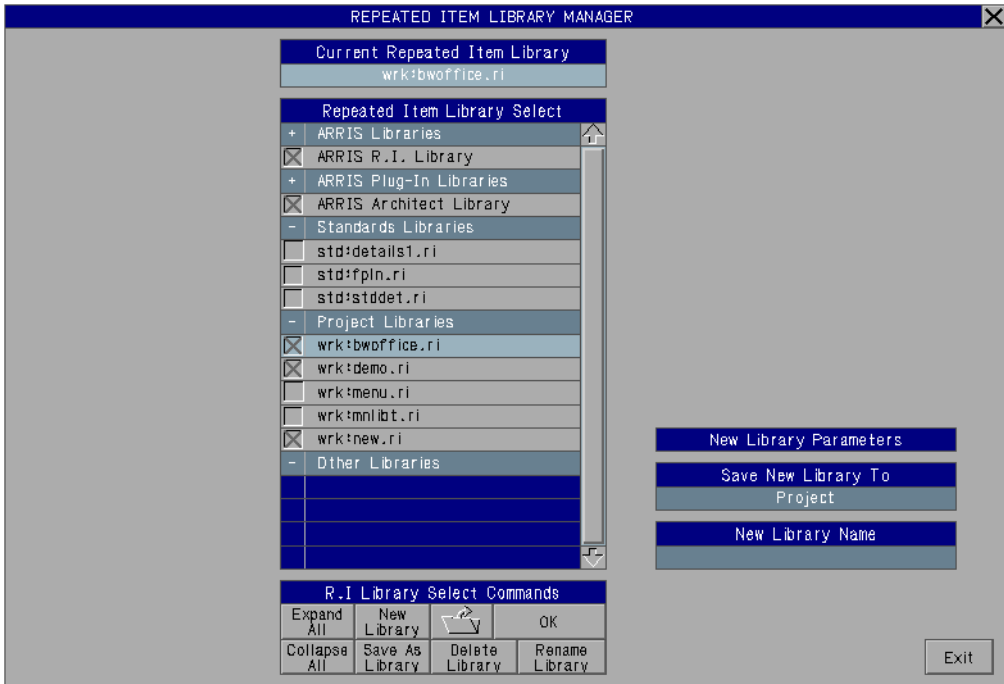 REPEATED ITEM LIBRARY MANAGER
Current Repeated Item Library
wrk:bwoffice.ri
Repeated Item Library Select
+ ARRIS Libraries
ARRIS R.I. Library
+ ARRIS Plug-In Libraries
ARRIS Architect Library
- Standards Libraries
std:details1.ri
std:fpln.ri
std:stddet.ri
- Project Libraries
wrk:bwoffice.ri
wrk:demo.ri
wrk:menu.ri
wrk:mnlibt.ri
wrk:new.ri
- Other Libraries
New Library Parameters
Save New Library To
Project
New Library Name
R.I Library Select Commands
Expand All
New Library
OK
Collapse All
Save As Library
Delete Library
Rename Library
Exit